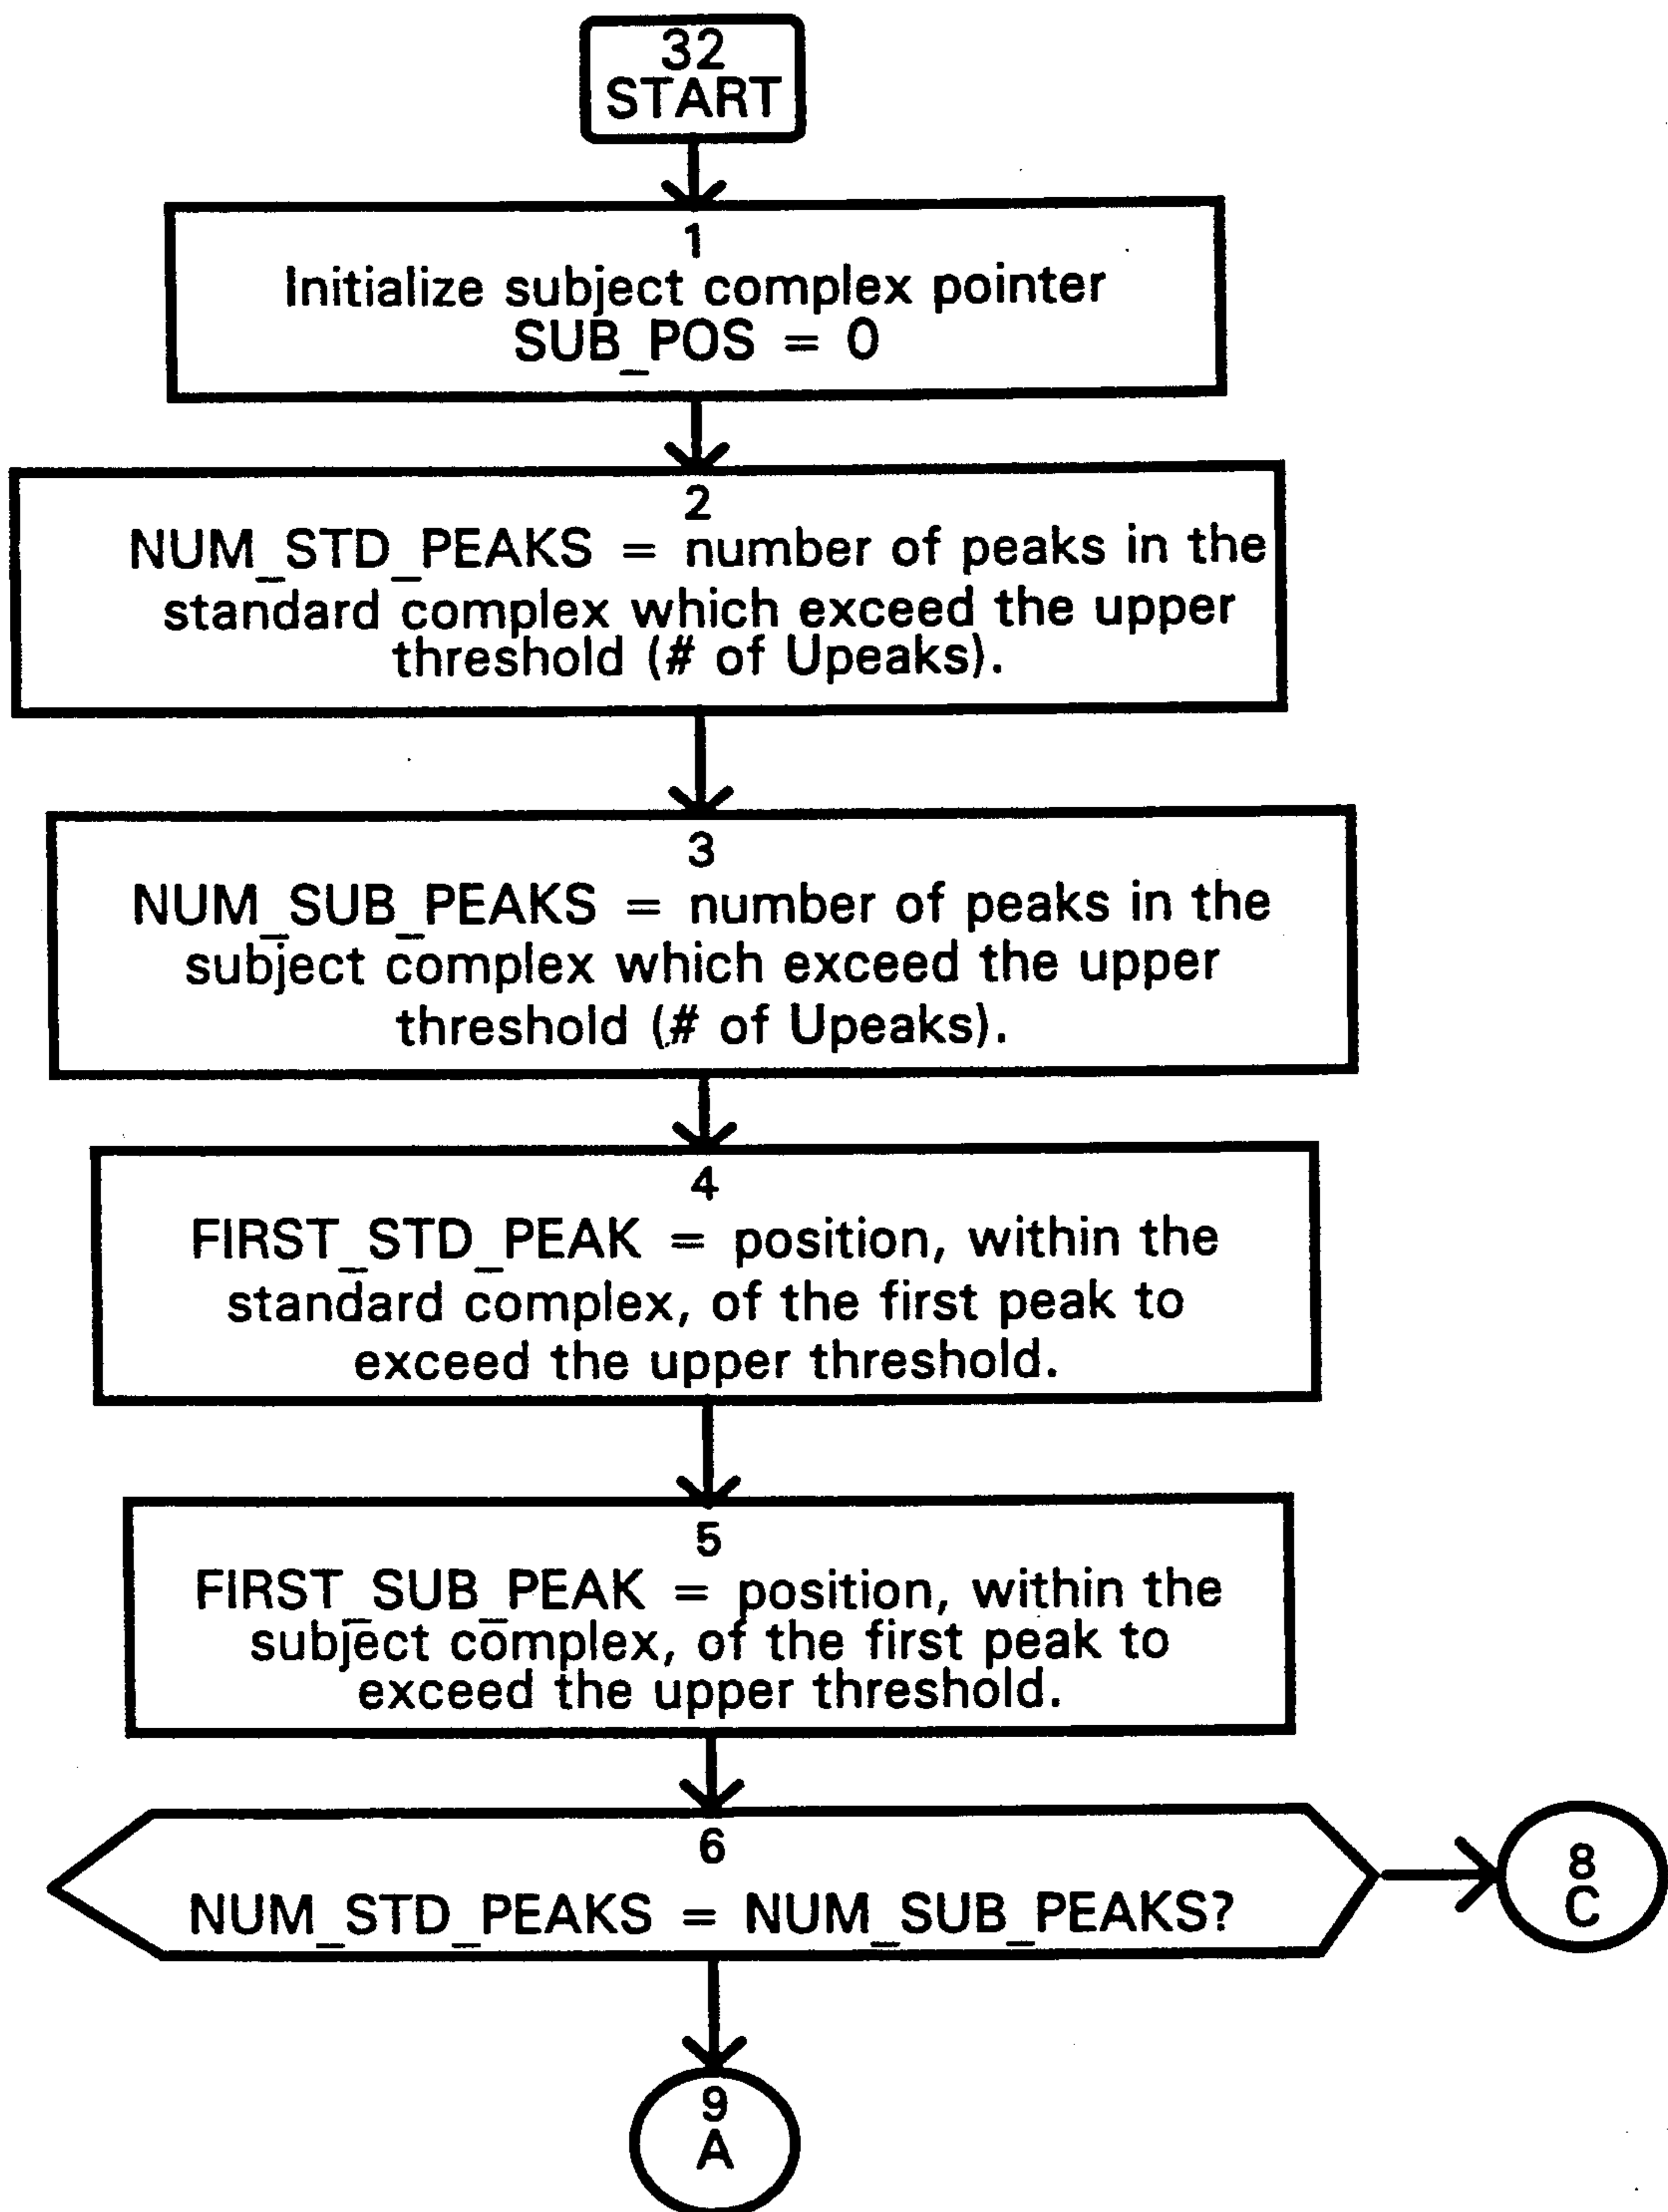 32
START
1
Initialize subject complex pointer
SUB_POS = 0
2
NUM_STD_PEAKS = number of peaks in the
standard complex which exceed the upper
threshold (# of Upeaks).
3
NUM_SUB_PEAKS = number of peaks in the
subject complex which exceed the upper
threshold (# of Upeaks).
4
FIRST_STD_PEAK = position, within the
standard complex, of the first peak to
exceed the upper threshold.
5
FIRST_SUB_PEAK = position, within the
subject complex, of the first peak to
exceed the upper threshold.
6
NUM_STD_PEAKS = NUM_SUB_PEAKS?
8
C
9
A